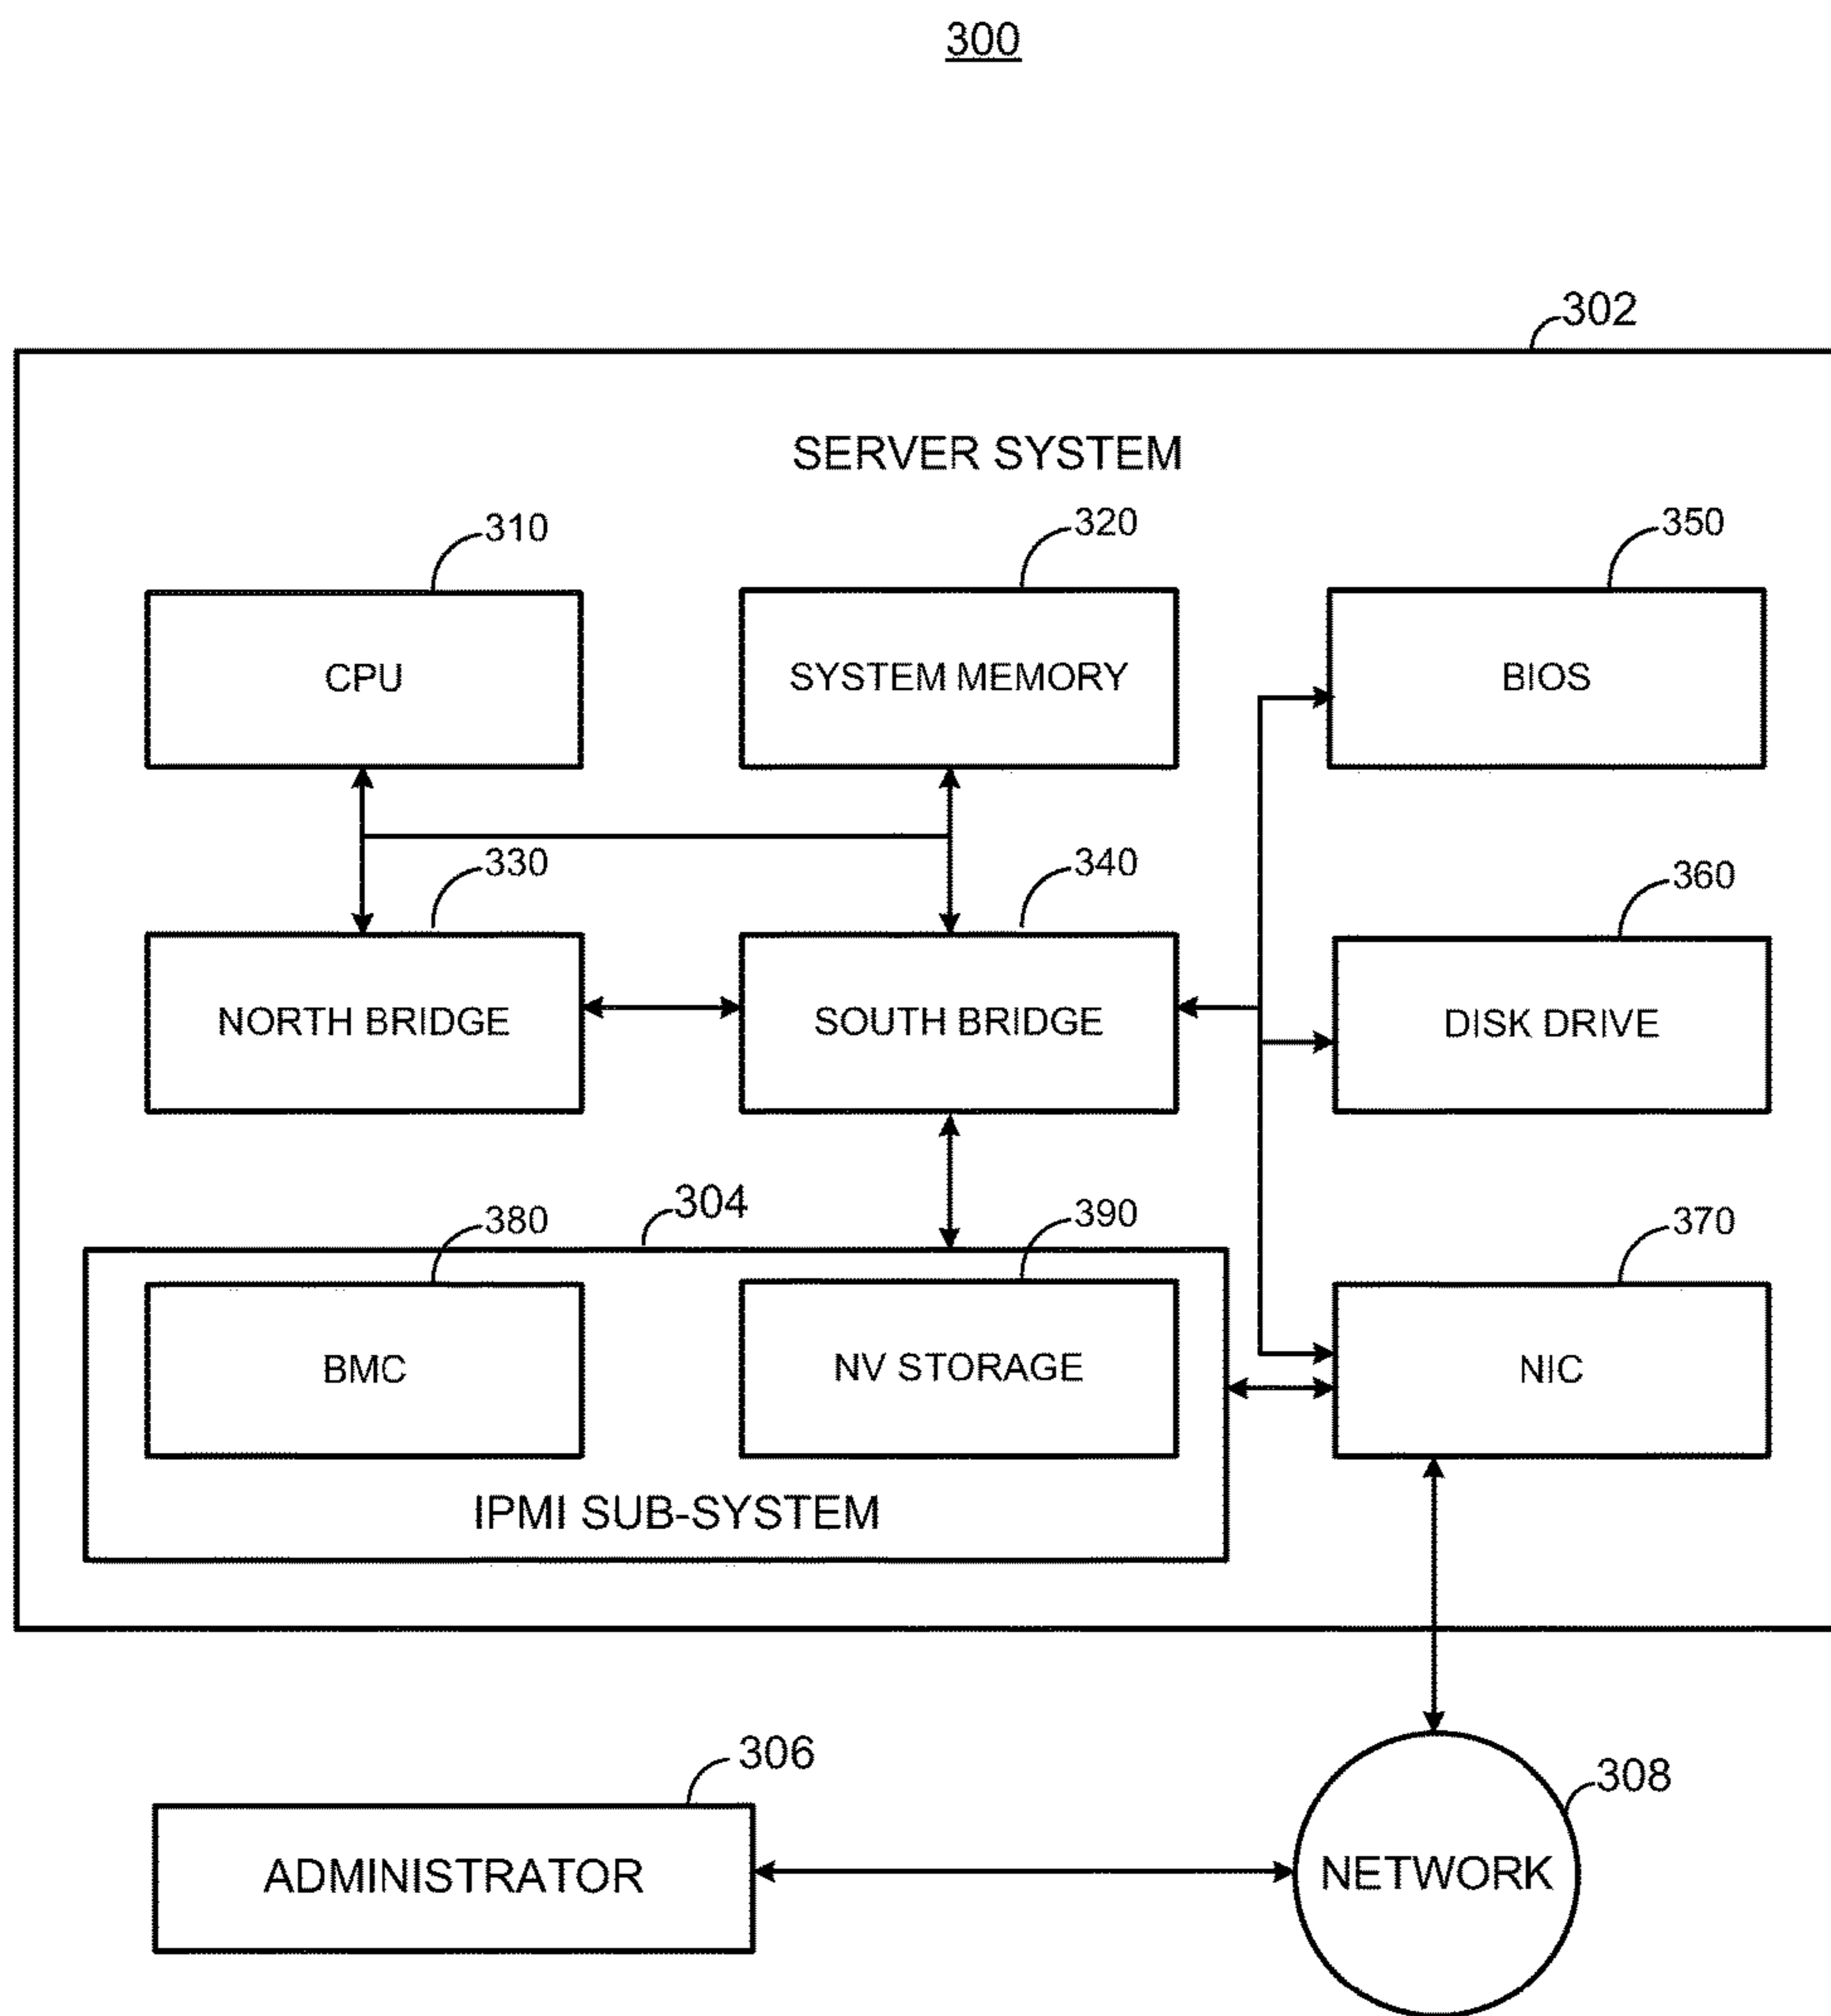 300
302
SERVER SYSTEM
310
320
350
CPU
SYSTEM MEMORY
BIOS
330
340
360
NORTH BRIDGE
SOUTH BRIDGE
DISK DRIVE
304
380
390
370
BMC
NV STORAGE
NIC
IPMI SUB-SYSTEM
306
308
ADMINISTRATOR
NETWORK